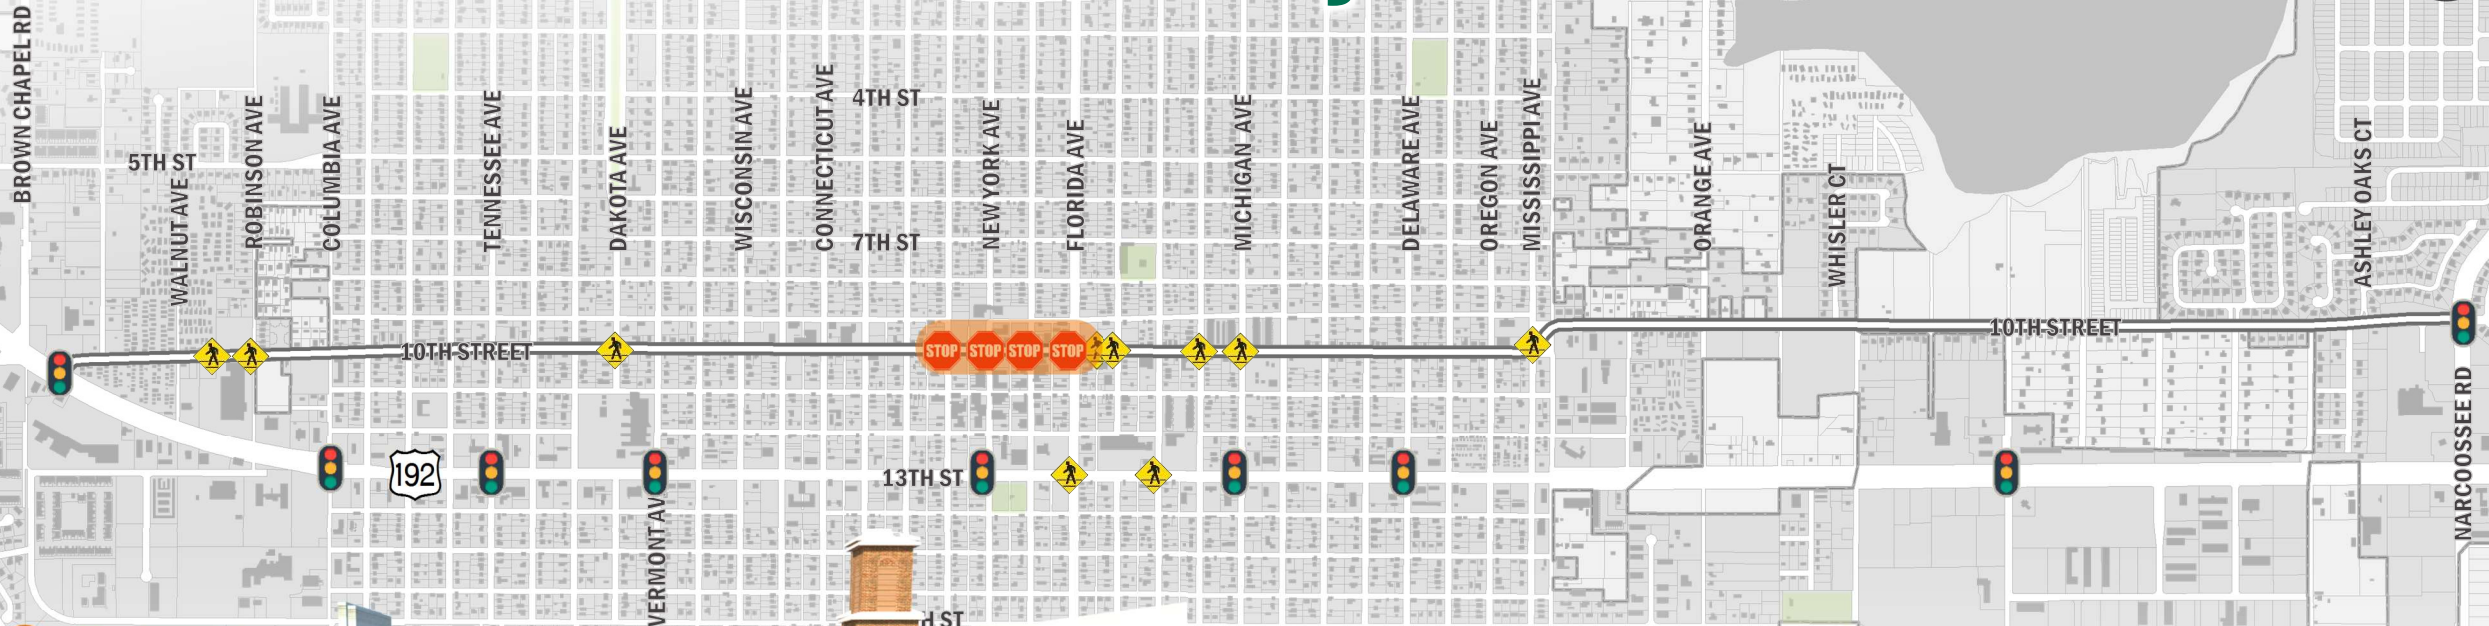 BROWN CHAPEL RD
5TH ST
WALNUT AVE
ROBINSON AVE
COLUMBIA AVE
TENNESSEE AVE
DAKOTA AVE
WISCONSIN AVE
CONNECTICUT AVE
4TH ST
7TH ST
NEW YORK AVE
FLORIDA AVE
MICHIGAN AVE
DELAWARE AVE
OREGON AVE
MISSISSIPPI AVE
ORANGE AVE
WHISLER CT
ASHLEY OAKS CT
10TH STREET
STOP STOP STOP STOP
10TH STREET
192
13TH ST
VERMONT AV
NARCOOSSEE RD
ST